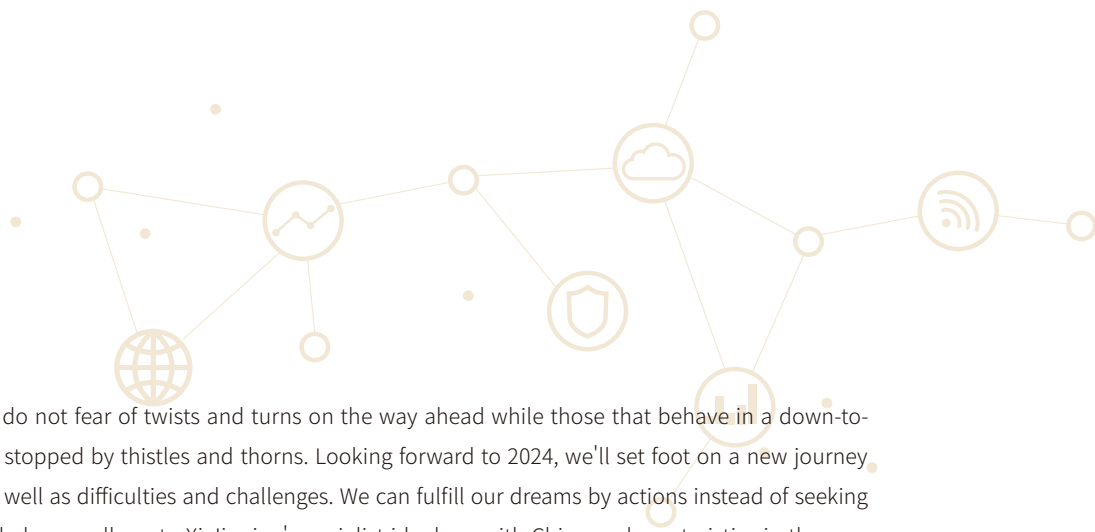 do not fear of twists and turns on the way ahead while those that behave in a down-to-
stopped by thistles and thorns. Looking forward to 2024, we'll set foot on a new journey
well as difficulties and challenges. We can fulfill our dreams by actions instead of seeking